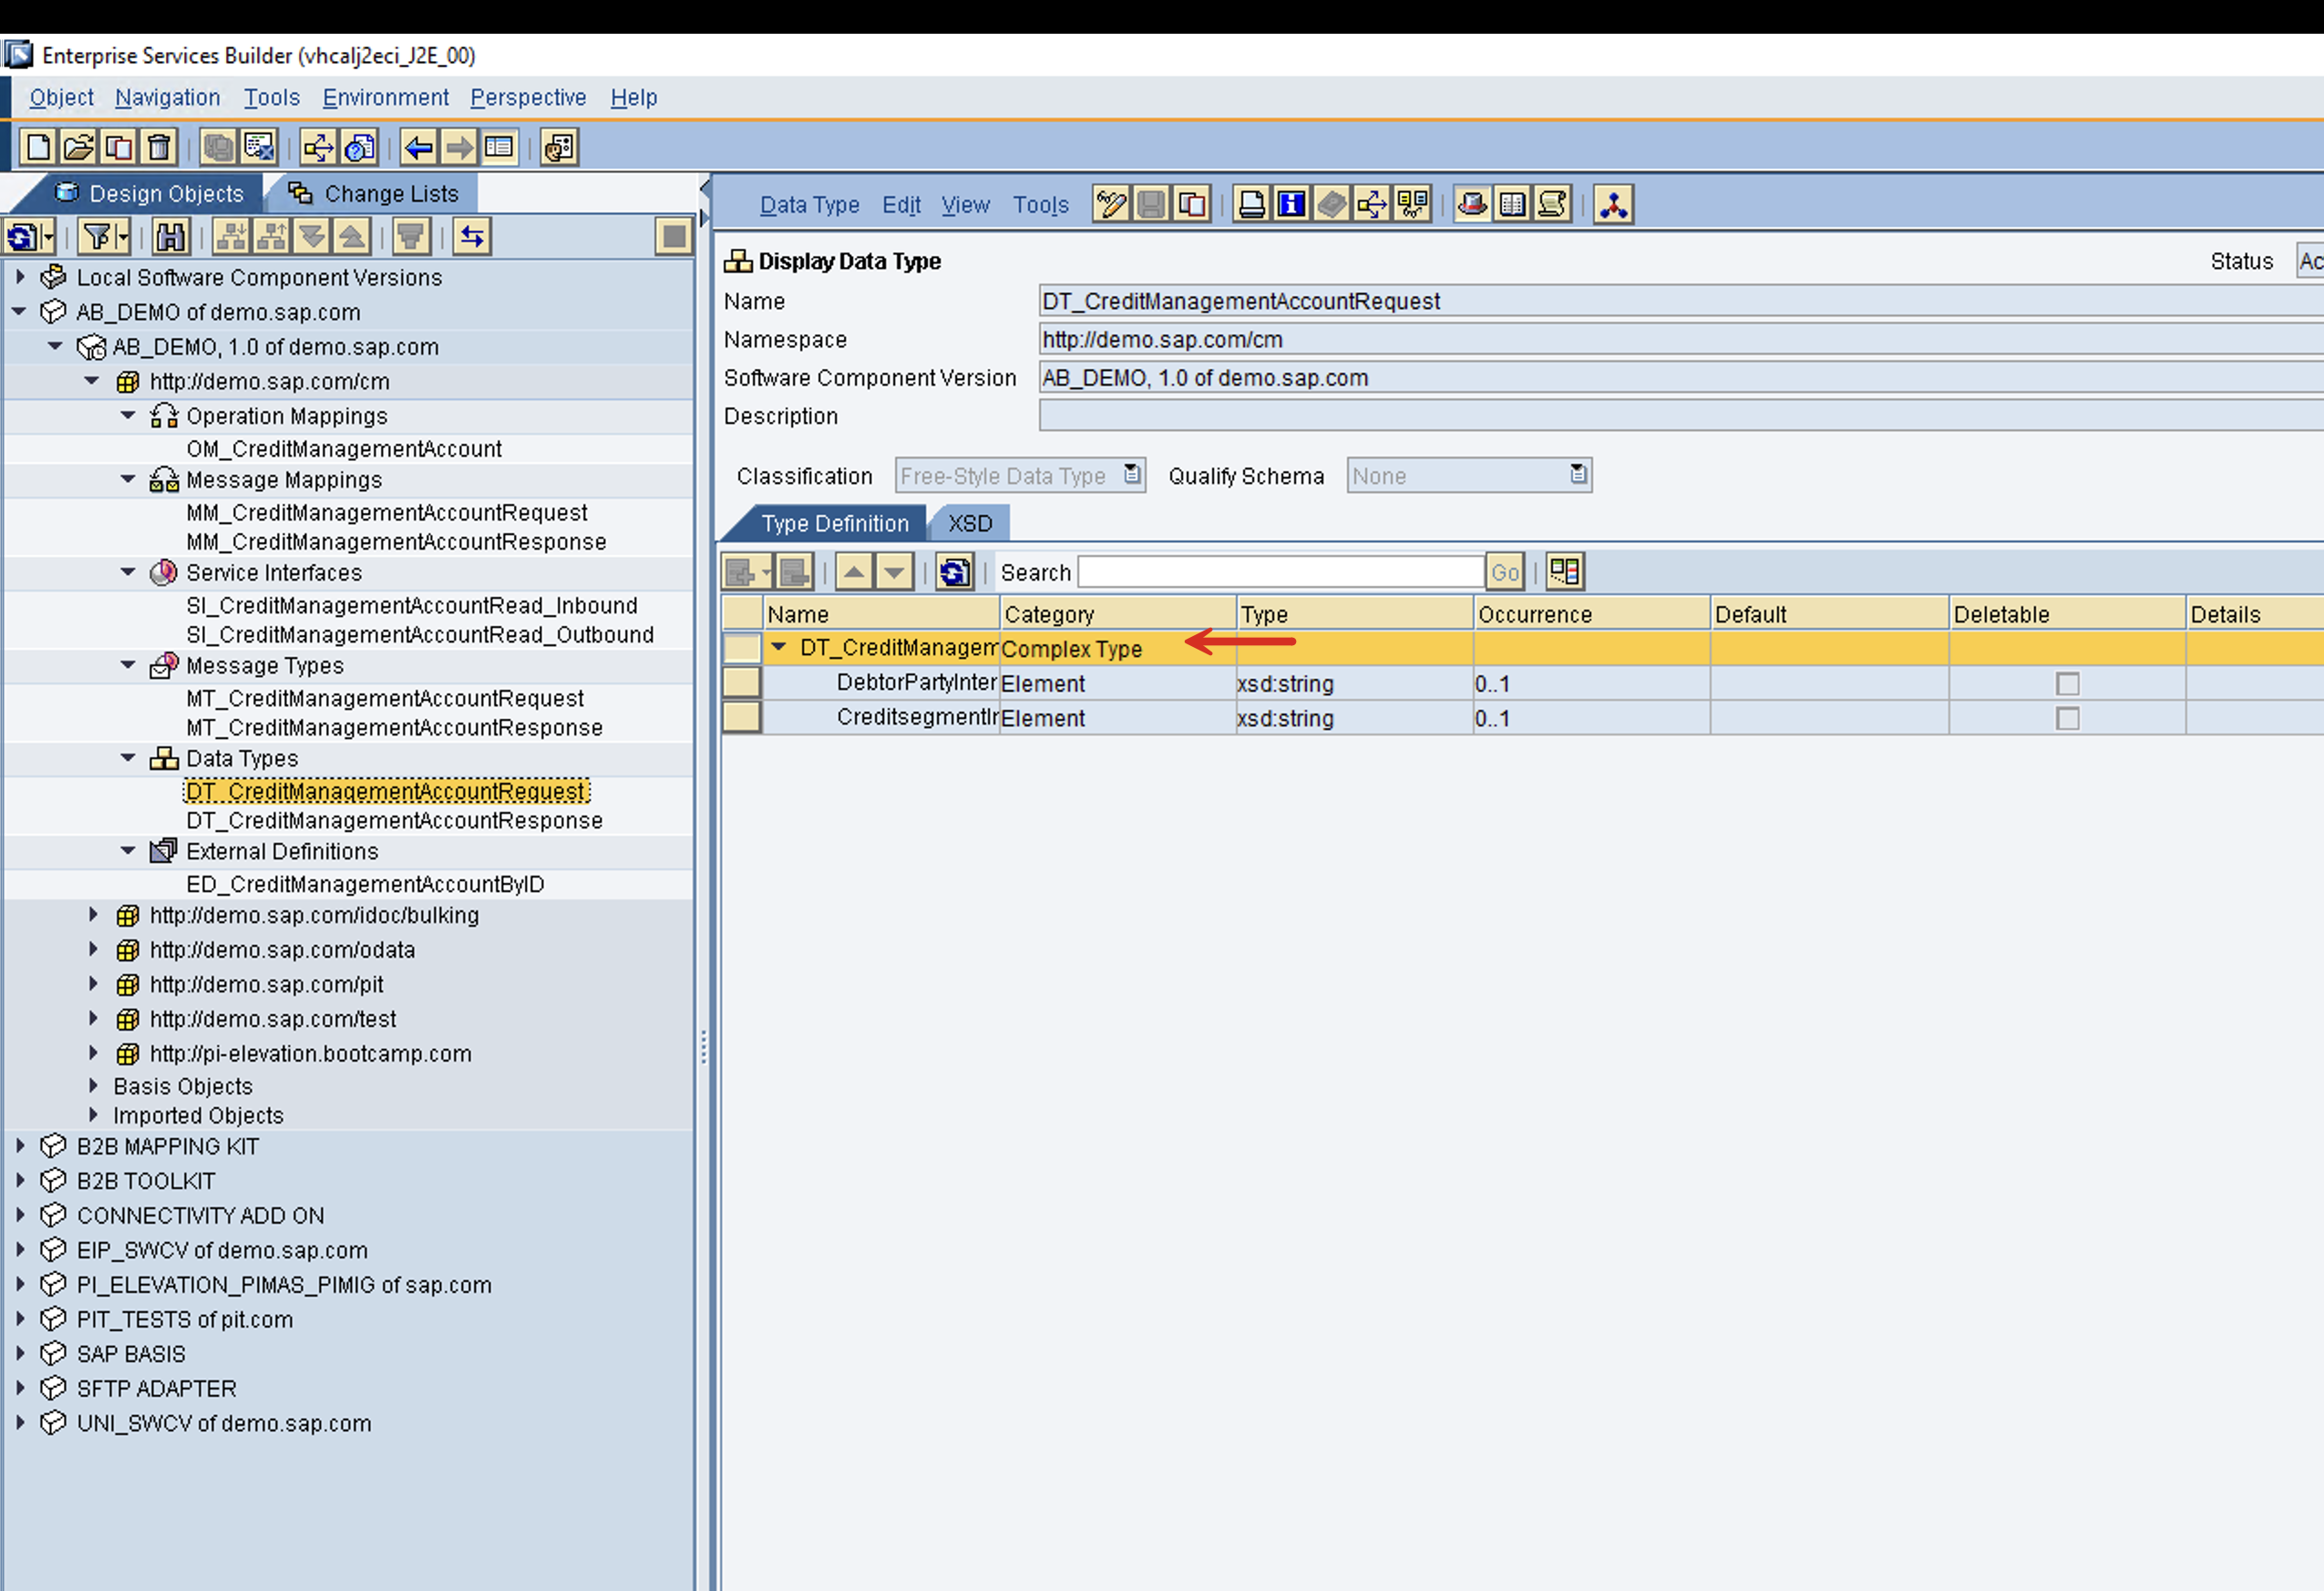 Enterprise Services Builder (vhcalj2eci_J2E_00)
Object Navigation Tools Environment Perspective Help
Design Objects Change Lists
Local Software Component Versions
AB_DEMO of demo.sap.com
AB_DEMO, 1.0 of demo.sap.com
http://demo.sap.com/cm
Operation Mappings
OM_CreditManagementAccount
Message Mappings
MM_CreditManagementAccountRequest
MM_CreditManagementAccountResponse
Service Interfaces
SI_CreditManagementAccountRead_Inbound
SI_CreditManagementAccountRead_Outbound
Message Types
MT_CreditManagementAccountRequest
MT_CreditManagementAccountResponse
Data Types
DT_CreditManagementAccountRequest
DT_CreditManagementAccountResponse
External Definitions
ED_CreditManagementAccountByID
http://demo.sap.com/idoc/bulking
http://demo.sap.com/odata
http://demo.sap.com/pit
http://demo.sap.com/test
http://pi-elevation.bootcamp.com
Basis Objects
Imported Objects
B2B MAPPING KIT
B2B TOOLKIT
CONNECTIVITY ADD ON
EIP_SWCV of demo.sap.com
PI_ELEVATION_PIMAS_PIMIG of sap.com
PIT_TESTS of pit.com
SAP BASIS
SFTP ADAPTER
UNI_SWCV of demo.sap.com
Data Type Edit View Tools
Display Data Type Status Ac
Name DT_CreditManagementAccountRequest
Namespace http://demo.sap.com/cm
Software Component Version AB_DEMO, 1.0 of demo.sap.com
Description
Classification Free-Style Data Type Qualify Schema None
Type Definition XSD
Search Go
Name Category Type Occurrence Default Deletable Details
DT_CreditManagem Complex Type
DebtorPartyInter Element xsd:string 0..1
CreditsegmentIn Element xsd:string 0..1